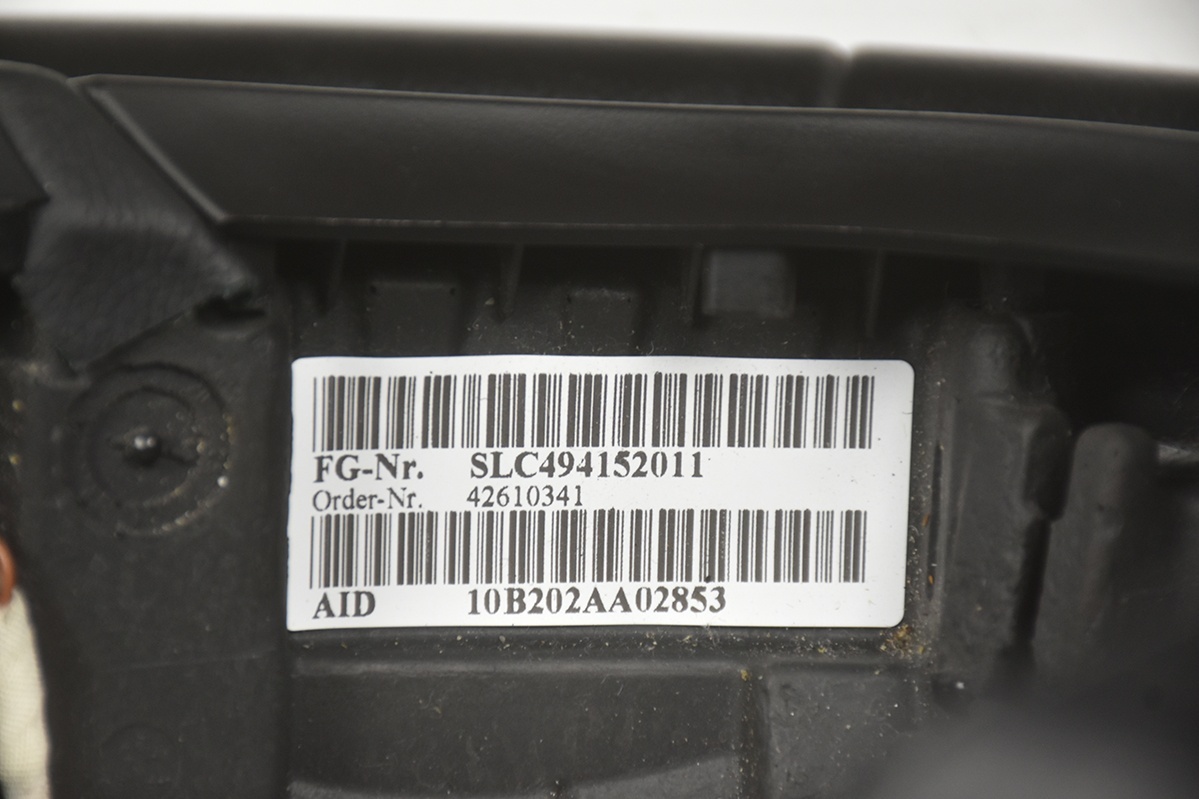 FG-Nr. SLC494152011
Order-Nr. 42610341
AID 10B202AA02853